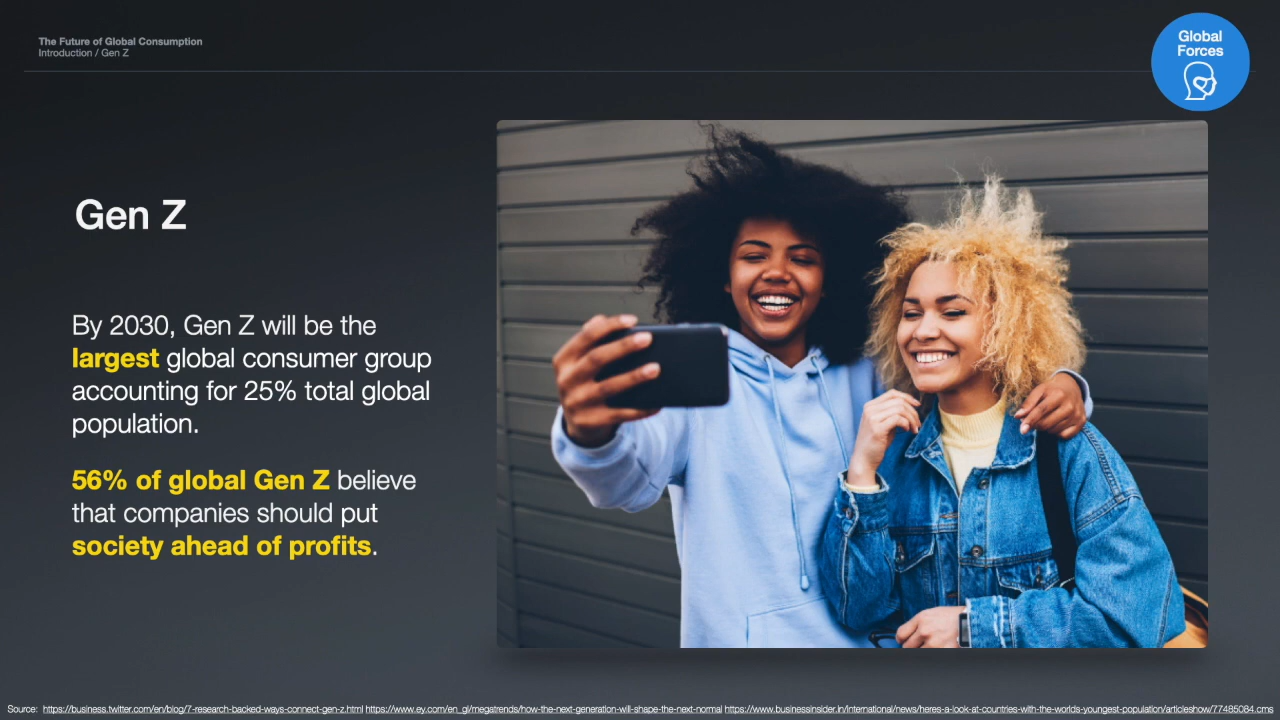 The Future of Global Consumption
Introduction / Gen Z
Global
Forces
Gen Z
By 2030, Gen Z will be the
largest global consumer group
accounting for 25% total global
population.
56% of global Gen Z believe
that companies should put
society ahead of profits.
Source: https://business.twitter.com/en/blog/7-research-backed-ways-connect-gen-z.html https://www.ey.com/en_gl/megatrends/how-the-next-generation-will-shape-the-next-normal https://www.businessinsider.in/international/news/heres-a-look-at-countries-with-the-worlds-youngest-population/articleshow/77485084.cms